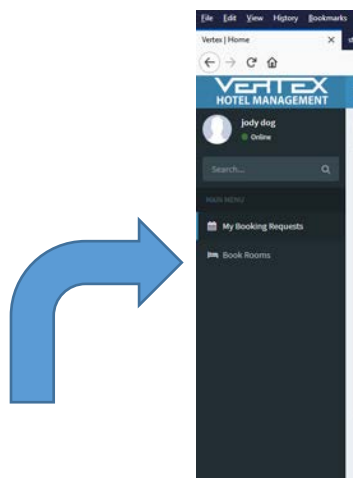 File Edit View History Bookmarks
Vertex | Home
VERTEX
HOTEL MANAGEMENT
jody dog
Online
Search...
MAIN MENU
My Booking Requests
Book Rooms